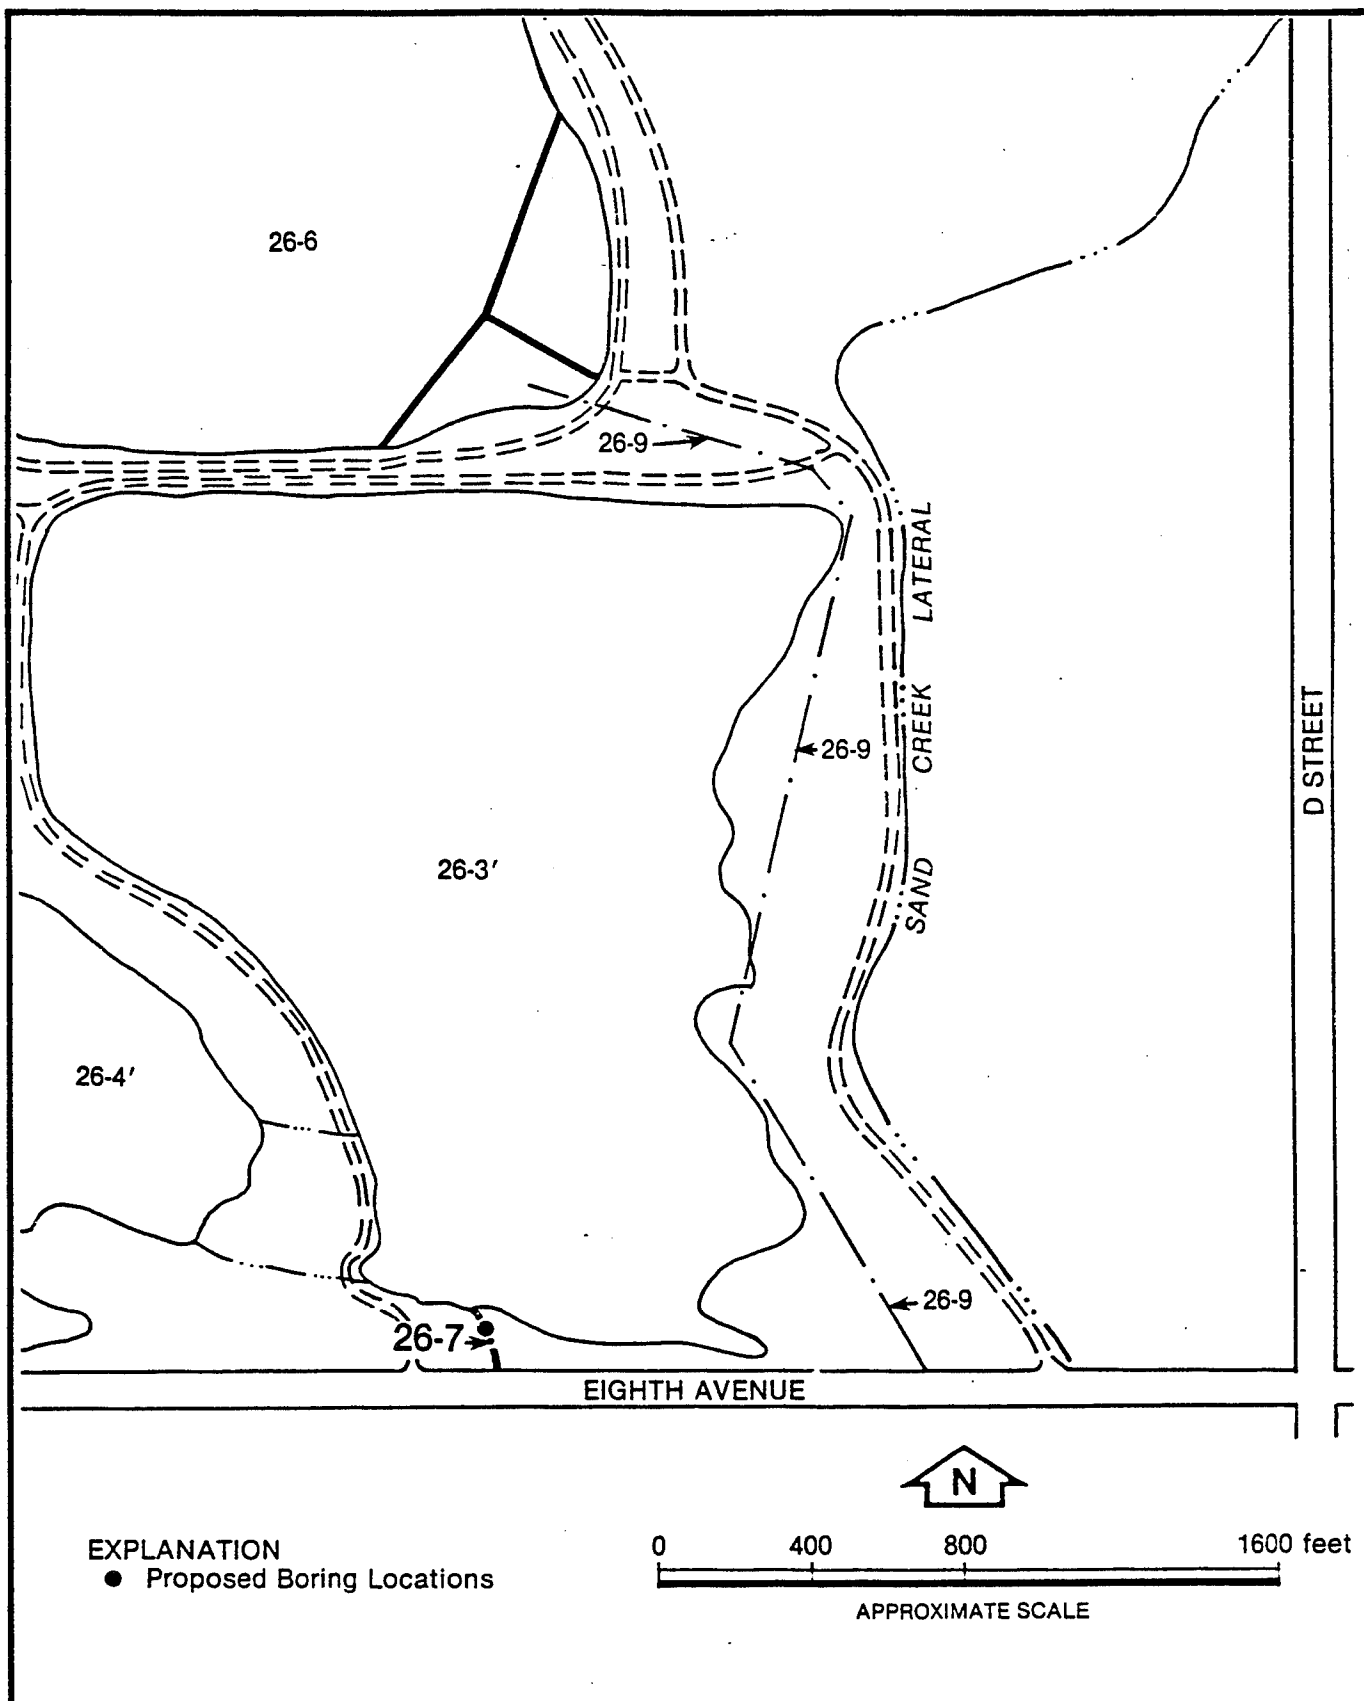 26-6
26-9
SAND CREEK LATERAL
D STREET
26-9
26-3'
26-4'
26-9
26-7
EIGHTH AVENUE
N
EXPLANATION
● Proposed Boring Locations
0 400 800 1600 feet
APPROXIMATE SCALE